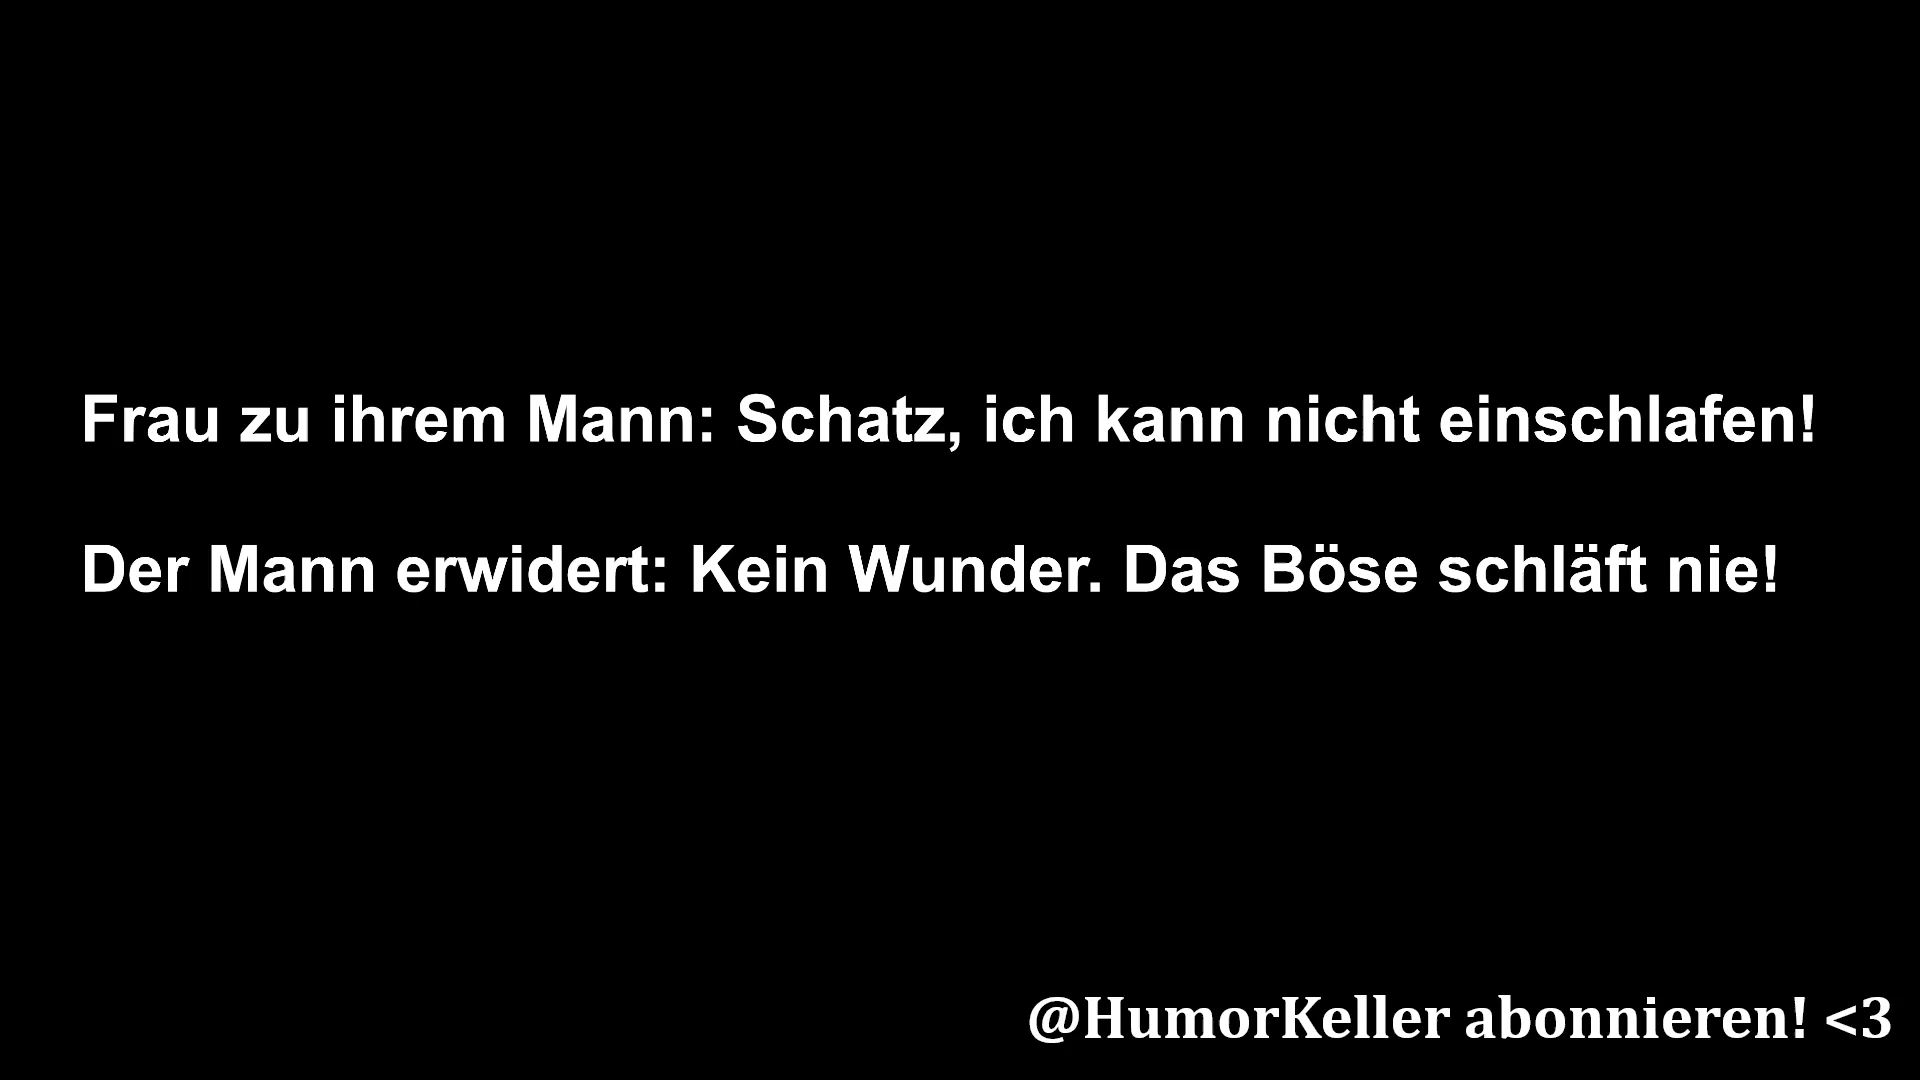 Frau zu ihrem Mann: Schatz, ich kann nicht einschlafen!
Der Mann erwidert: Kein Wunder. Das Böse schläft nie!
@HumorKeller abonnieren! <3